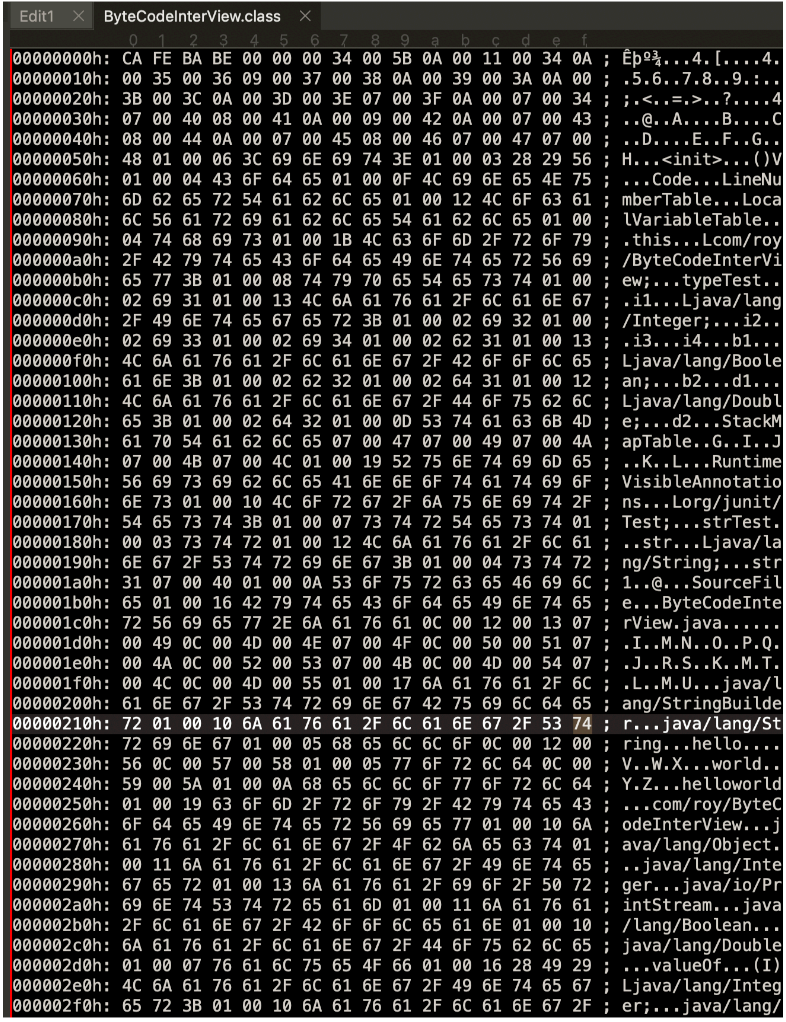 Edit1 × ByteCodeInterView.class ×
0 1 2 3 4 5 6 7 8 9 a b c d e f
00000000h: CA FE BA BE 00 00 00 34 00 5B 0A 00 11 00 34 0A ; Êþº¾...4.[....4.
00000010h: 00 35 00 36 09 00 37 00 38 0A 00 39 00 3A 0A 00 ; .5.6..7.8..9.:..
00000020h: 3B 00 3C 0A 00 3D 00 3E 07 00 3F 0A 00 07 00 34 ; ;.<..=.>..?....4
00000030h: 07 00 40 08 00 41 0A 00 09 00 42 0A 00 07 00 43 ; ..@..A....B....C
00000040h: 08 00 44 0A 00 07 00 45 08 00 46 07 00 47 07 00 ; ..D....E..F..G..
00000050h: 48 01 00 06 3C 69 6E 69 74 3E 01 00 03 28 29 56 ; H...<init>...()V
00000060h: 01 00 04 43 6F 64 65 01 00 0F 4C 69 6E 65 4E 75 ; ...Code...LineNu
00000070h: 6D 62 65 72 54 61 62 6C 65 01 00 12 4C 6F 63 61 ; mberTable...Loca
00000080h: 6C 56 61 72 69 61 62 6C 65 54 61 62 6C 65 01 00 ; lVariableTable..
00000090h: 04 74 68 69 73 01 00 1B 4C 63 6F 6D 2F 72 6F 79 ; .this...Lcom/roy
000000a0h: 2F 42 79 74 65 43 6F 64 65 49 6E 74 65 72 56 69 ; /ByteCodeInterVi
000000b0h: 65 77 3B 01 00 08 74 79 70 65 54 65 73 74 01 00 ; ew;...typeTest..
000000c0h: 02 69 31 01 00 13 4C 6A 61 76 61 2F 6C 61 6E 67 ; .i1...Ljava/lang
000000d0h: 2F 49 6E 74 65 67 65 72 3B 01 00 02 69 32 01 00 ; /Integer;...i2..
000000e0h: 02 69 33 01 00 02 69 34 01 00 02 62 31 01 00 13 ; .i3...i4...b1...
000000f0h: 4C 6A 61 76 61 2F 6C 61 6E 67 2F 42 6F 6F 6C 65 ; Ljava/lang/Boole
00000100h: 61 6E 3B 01 00 02 62 32 01 00 02 64 31 01 00 12 ; an;...b2...d1...
00000110h: 4C 6A 61 76 61 2F 6C 61 6E 67 2F 44 6F 75 62 6C ; Ljava/lang/Doubl
00000120h: 65 3B 01 00 02 64 32 01 00 0D 53 74 61 63 6B 4D ; e;...d2...StackM
00000130h: 61 70 54 61 62 6C 65 07 00 47 07 00 49 07 00 4A ; apTable..G..I..J
00000140h: 07 00 4B 07 00 4C 01 00 19 52 75 6E 74 69 6D 65 ; ..K..L...Runtime
00000150h: 56 69 73 69 62 6C 65 41 6E 6E 6F 74 61 74 69 6F ; VisibleAnnotatio
00000160h: 6E 73 01 00 10 4C 6F 72 67 2F 6A 75 6E 69 74 2F ; ns...Lorg/junit/
00000170h: 54 65 73 74 3B 01 00 07 73 74 72 54 65 73 74 01 ; Test;...strTest.
00000180h: 00 03 73 74 72 01 00 12 4C 6A 61 76 61 2F 6C 61 ; ..str...Ljava/la
00000190h: 6E 67 2F 53 74 72 69 6E 67 3B 01 00 04 73 74 72 ; ng/String;...str
000001a0h: 31 07 00 40 01 00 0A 53 6F 75 72 63 65 46 69 6C ; 1..@...SourceFil
000001b0h: 65 01 00 16 42 79 74 65 43 6F 64 65 49 6E 74 65 ; e...ByteCodeInte
000001c0h: 72 56 69 65 77 2E 6A 61 76 61 0C 00 12 00 13 07 ; rView.java......
000001d0h: 00 49 0C 00 4D 00 4E 07 00 4F 0C 00 50 00 51 07 ; .I..M.N..O..P.Q.
000001e0h: 00 4A 0C 00 52 00 53 07 00 4B 0C 00 4D 00 54 07 ; .J..R.S..K..M.T.
000001f0h: 00 4C 0C 00 4D 00 55 01 00 17 6A 61 76 61 2F 6C ; .L..M.U...java/l
00000200h: 61 6E 67 2F 53 74 72 69 6E 67 42 75 69 6C 64 65 ; ang/StringBuilde
00000210h: 72 01 00 10 6A 61 76 61 2F 6C 61 6E 67 2F 53 74 ; r...java/lang/St
00000220h: 72 69 6E 67 01 00 05 68 65 6C 6C 6F 0C 00 12 00 ; ring...hello....
00000230h: 56 0C 00 57 00 58 01 00 05 77 6F 72 6C 64 0C 00 ; V..W.X...world..
00000240h: 59 00 5A 01 00 0A 68 65 6C 6C 6F 77 6F 72 6C 64 ; Y.Z...helloworld
00000250h: 01 00 19 63 6F 6D 2F 72 6F 79 2F 42 79 74 65 43 ; ...com/roy/ByteC
00000260h: 6F 64 65 49 6E 74 65 72 56 69 65 77 01 00 10 6A ; odeInterView...j
00000270h: 61 76 61 2F 6C 61 6E 67 2F 4F 62 6A 65 63 74 01 ; ava/lang/Object.
00000280h: 00 11 6A 61 76 61 2F 6C 61 6E 67 2F 49 6E 74 65 ; ..java/lang/Inte
00000290h: 67 65 72 01 00 13 6A 61 76 61 2F 69 6F 2F 50 72 ; ger...java/io/Pr
000002a0h: 69 6E 74 53 74 72 65 61 6D 01 00 11 6A 61 76 61 ; intStream...java
000002b0h: 2F 6C 61 6E 67 2F 42 6F 6F 6C 65 61 6E 01 00 10 ; /lang/Boolean...
000002c0h: 6A 61 76 61 2F 6C 61 6E 67 2F 44 6F 75 62 6C 65 ; java/lang/Double
000002d0h: 01 00 07 76 61 6C 75 65 4F 66 01 00 16 28 49 29 ; ...valueOf...(I)
000002e0h: 4C 6A 61 76 61 2F 6C 61 6E 67 2F 49 6E 74 65 67 ; Ljava/lang/Integ
000002f0h: 65 72 3B 01 00 10 6A 61 76 61 2F 6C 61 6E 67 2F ; er;...java/lang/